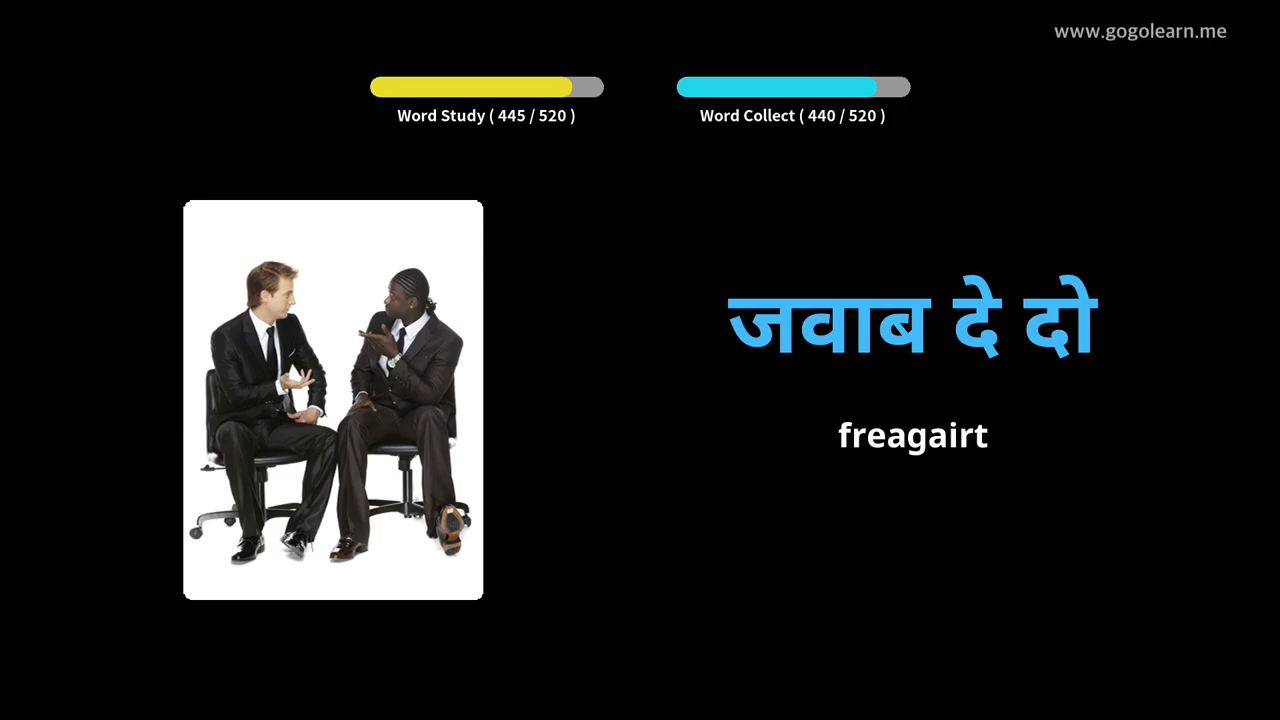 www.gogolearn.me
Word Study ( 445 / 520 )
Word Collect ( 440 / 520 )
जवाब दे दो
freagairt